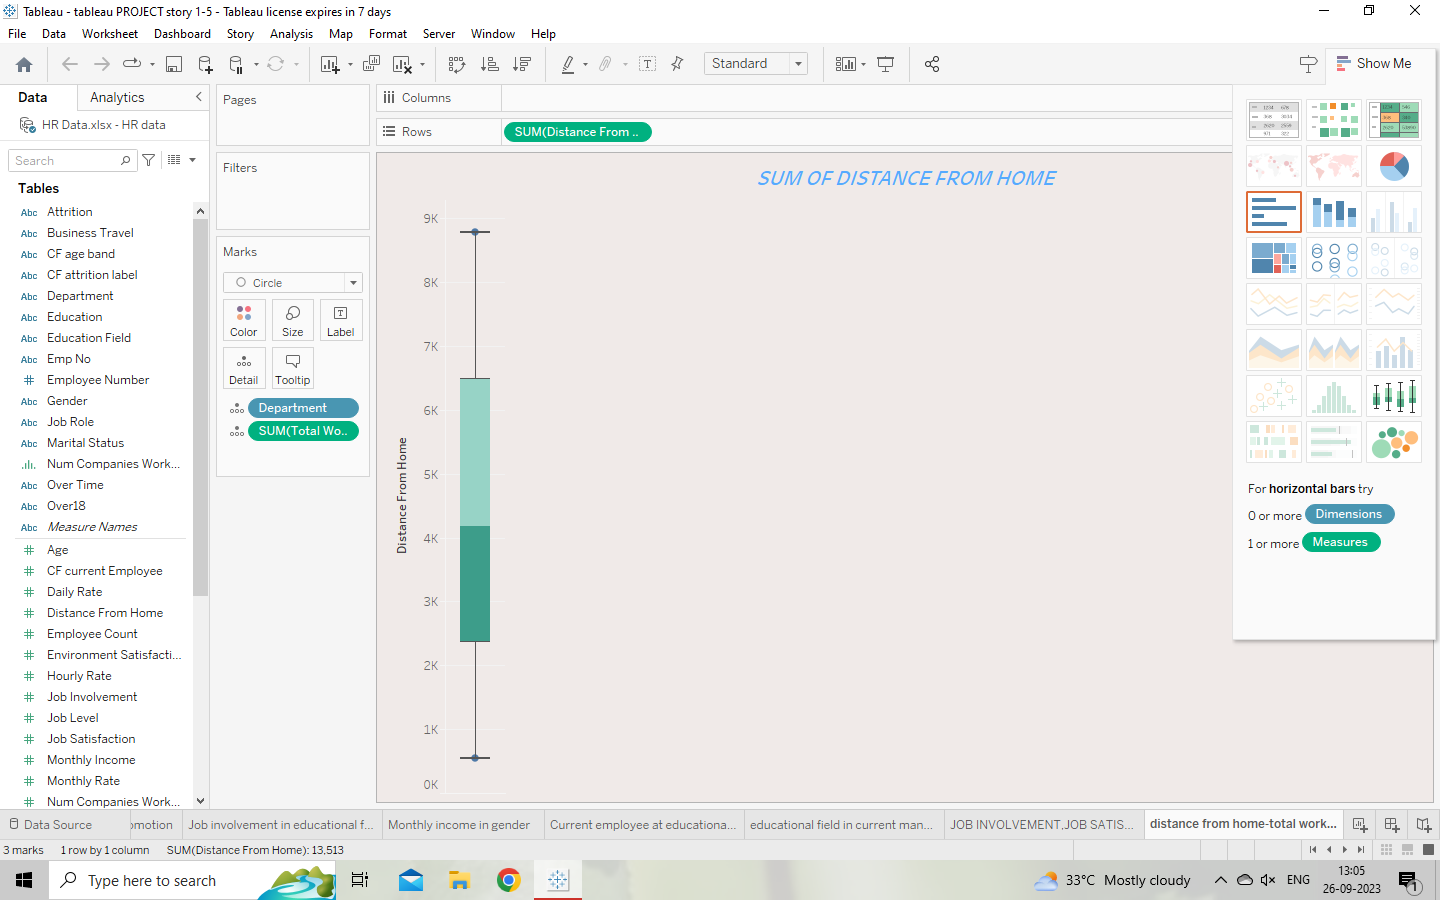 Tableau - tableau PROJECT story 1-5 - Tableau license expires in 7 days
File Data Worksheet Dashboard Story Analysis Map Format Server Window Help
Standard
Show Me
Data Analytics
HR Data.xlsx - HR data
Search
Tables
Abc Attrition
Abc Business Travel
Abc CF age band
Abc CF attrition label
Abc Department
Abc Education
Abc Education Field
Abc Emp No
# Employee Number
Abc Gender
Abc Job Role
Abc Marital Status
Num Companies Work...
Abc Over Time
Abc Over18
Abc Measure Names
# Age
# CF current Employee
# Daily Rate
# Distance From Home
# Employee Count
# Environment Satisfacti...
# Hourly Rate
# Job Involvement
# Job Level
# Job Satisfaction
# Monthly Income
# Monthly Rate
# Num Companies Work...
Pages
Filters
Marks
Circle
Color Size Label
Detail Tooltip
Department
SUM(Total Wo..
Columns
Rows SUM(Distance From ..
SUM OF DISTANCE FROM HOME
Distance From Home
9K
8K
7K
6K
5K
4K
3K
2K
1K
0K
For horizontal bars try
0 or more Dimensions
1 or more Measures
Data Source omotion Job involvement in educational f... Monthly income in gender Current employee at educationa... educational field in current man... JOB INVOLVEMENT,JOB SATIS... distance from home-total work...
3 marks 1 row by 1 column SUM(Distance From Home): 13,513
Type here to search
33°C Mostly cloudy ENG
13:05
26-09-2023
1